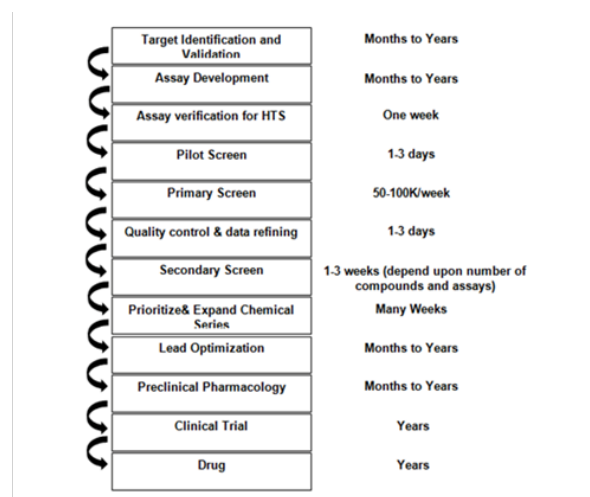 Target Identification and Months to Years
Validation
Assay Development Months to Years
Assay verification for HTS One week
Pilot Screen 1-3 days
Primary Screen 50-100K/week
Quality control & data refining 1-3 days
Secondary Screen 1-3 weeks (depend upon number of
compounds and assays)
Prioritize& Expand Chemical Many Weeks
Series
Lead Optimization Months to Years
Preclinical Pharmacology Months to Years
Clinical Trial Years
Drug Years